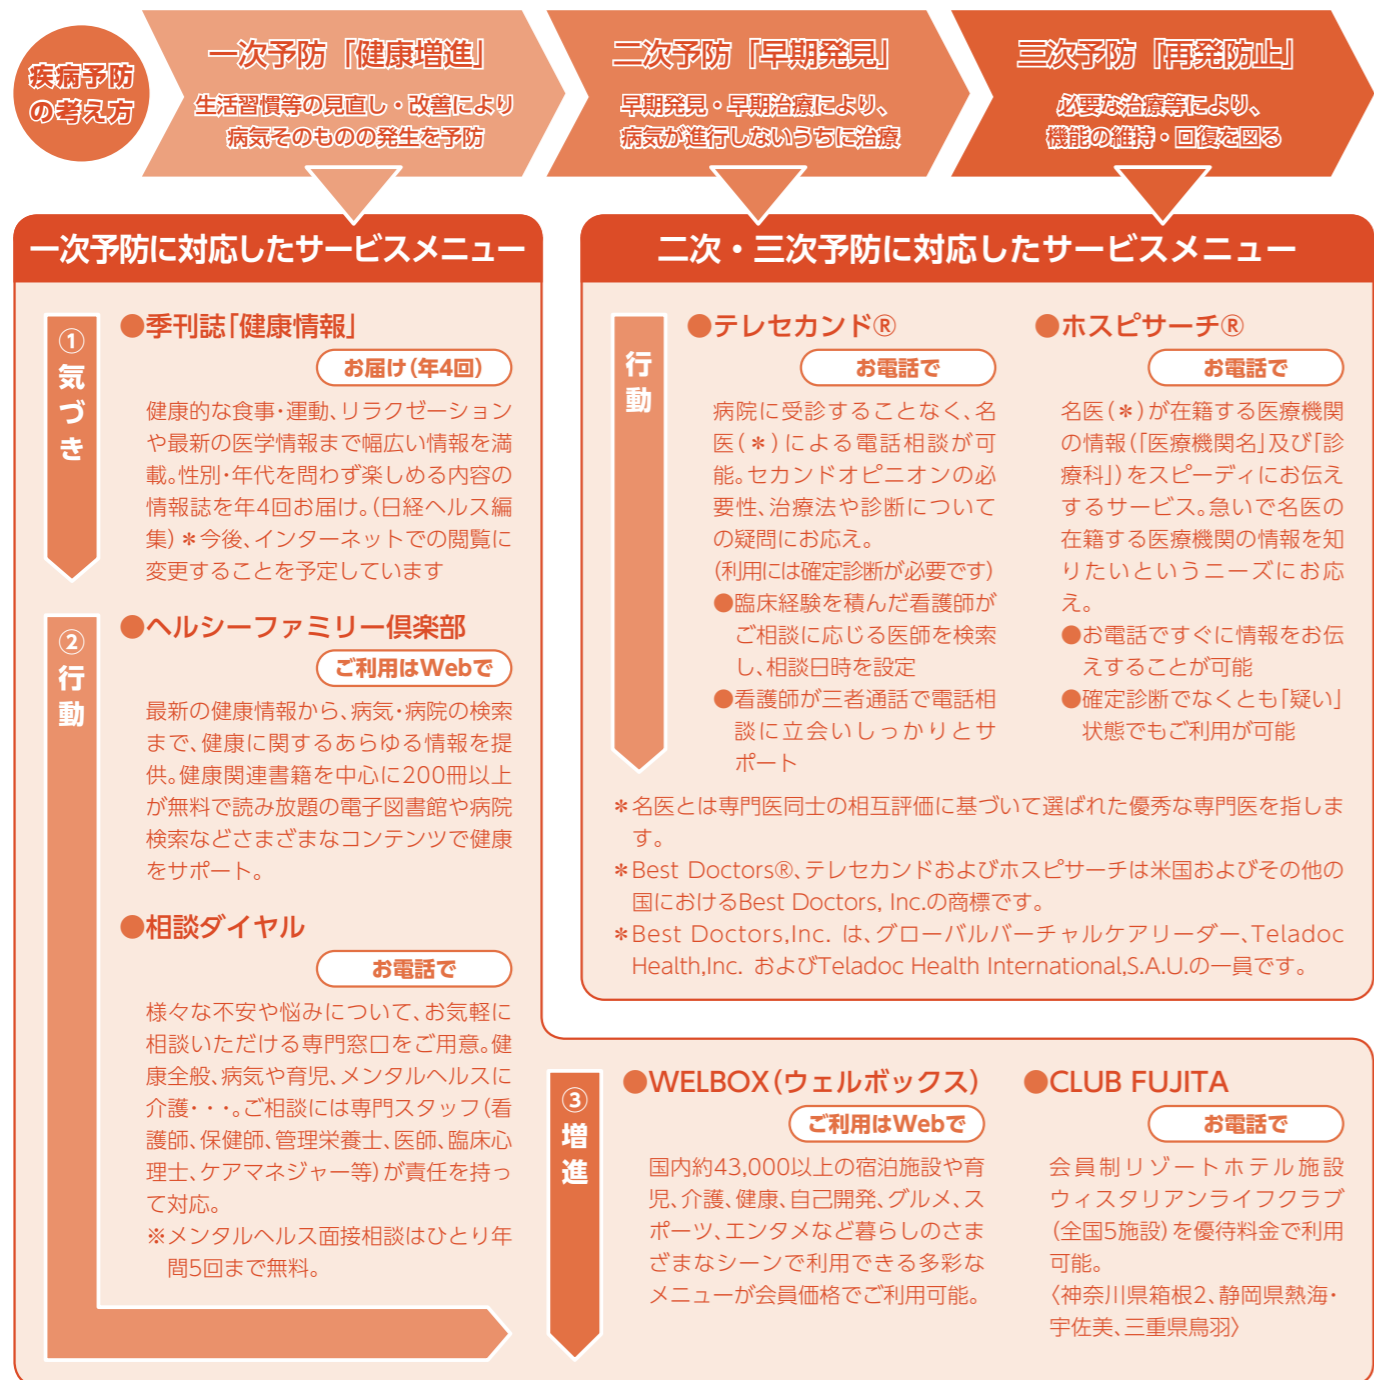 疾病予防
の考え方
一次予防「健康増進」
生活習慣等の見直し・改善により
病気そのものの発生を予防
二次予防「早期発見」
早期発見・早期治療により、
病気が進行しないうちに治療
三次予防「再発防止」
必要な治療等により、
機能の維持・回復を図る
一次予防に対応したサービスメニュー
①気づき
●季刊誌「健康情報」
お届け(年4回)
健康的な食事・運動、リラクゼーション
や最新の医学情報まで幅広い情報を満
載。性別・年代を問わず楽しめる内容の
情報誌を年4回お届け。(日経ヘルス編
集)＊今後、インターネットでの閲覧に
変更することを予定しています
②行動
●ヘルシーファミリー倶楽部
ご利用はWebで
最新の健康情報から、病気・病院の検索
まで、健康に関するあらゆる情報を提
供。健康関連書籍を中心に200冊以上
が無料で読み放題の電子図書館や病院
検索などさまざまなコンテンツで健康
をサポート。
●相談ダイヤル
お電話で
様々な不安や悩みについて、お気軽に
相談いただける専門窓口をご用意。健
康全般、病気や育児、メンタルヘルスに
介護・・・。ご相談には専門スタッフ(看
護師、保健師、管理栄養士、医師、臨床心
理士、ケアマネジャー等)が責任を持っ
て対応。
※メンタルヘルス面接相談はひとり年
間5回まで無料。
二次・三次予防に対応したサービスメニュー
行動
●テレセカンド®
お電話で
病院に受診することなく、名
医(＊)による電話相談が可
能。セカンドオピニオンの必
要性、治療法や診断について
の疑問にお応え。
(利用には確定診断が必要です)
●臨床経験を積んだ看護師が
ご相談に応じる医師を検索
し、相談日時を設定
●看護師が三者通話で電話相
談に立会いしっかりとサ
ポート
●ホスピサーチ®
お電話で
名医(＊)が在籍する医療機関
の情報(「医療機関名」及び「診
療科」)をスピーディにお伝え
するサービス。急いで名医の
在籍する医療機関の情報を知
りたいというニーズにお応
え。
●お電話ですぐに情報をお伝
えすることが可能
●確定診断でなくとも「疑い」
状態でもご利用が可能
＊名医とは専門医同士の相互評価に基づいて選ばれた優秀な専門医を指しま
す。
＊Best Doctors®、テレセカンドおよびホスピサーチは米国およびその他の
国におけるBest Doctors, Inc.の商標です。
＊Best Doctors,Inc. は、グローバルバーチャルケアリーダー、Teladoc
Health,Inc. およびTeladoc Health International,S.A.U.の一員です。
③増進
●WELBOX(ウェルボックス)
ご利用はWebで
国内約43,000以上の宿泊施設や育
児、介護、健康、自己開発、グルメ、ス
ポーツ、エンタメなど暮らしのさま
ざまなシーンで利用できる多彩な
メニューが会員価格でご利用可能。
●CLUB FUJITA
お電話で
会員制リゾートホテル施設
ウィスタリアンライフクラブ
(全国5施設)を優待料金で利用
可能。
〈神奈川県箱根2、静岡県熱海・
宇佐美、三重県鳥羽〉